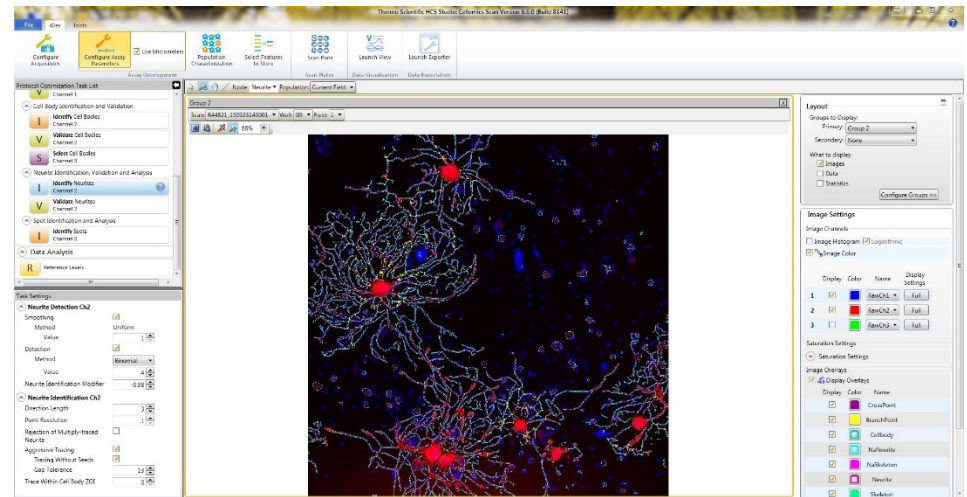 Thermo Scientific HCS Studio: Cellomics Scan Version 6.6.0 (Build 8141)
File iDev Tools
Configure Acquisition
Configure Assay Parameters
Use Micrometers
Population Characterization
Select Features to Store
Scan Plate
Launch View
Launch Exporter
Assay Development
Scan Plates
Data Visualization
Data Exportation
Protocol Optimization Task List
V Channel 1
Cell Body Identification and Validation
I Identify Cell Bodies
Channel 2
V Validate Cell Bodies
Channel 2
S Select Cell Bodies
Channel 3
Neurite Identification, Validation and Analysis
I Identify Neurites
Channel 2
V Validate Neurites
Channel 2
Spot Identification and Analysis
I Identify Spots
Channel 3
Data Analysis
R Reference Levels
Task Settings
Neurite Detection Ch2
Smoothing
Method Uniform
Value 1
Detection
Method Binomial
Value 4
Neurite Identification Modifier -0.98
Neurite Identification Ch2
Direction Length 3
Point Resolution 1
Rejection of Multiply-traced Neurite
Aggressive Tracing
Tracing Without Seeds
Gap Tolerance 13
Trace Within Cell Body ZOI 0
Node: Neurite Population: Current Field
Group 2 X
Scan: R44821_150923143001 Well: G9 Field: 1
86%
Layout
Groups to Display:
Primary: Group 2
Secondary: None
What to display
Images
Data
Statistics
Configure Groups >>
Image Settings
Image Channels
Image Histogram Logarithmic
Image Color
Display Color Name Display Settings
1 RawCh1 Full
2 RawCh2 Full
3 RawCh3 Full
Saturation Settings
Saturation Settings
Image Overlays
Display Overlays
Display Color Name
CrossPoint
BranchPoint
Cellbody
NaNeurite
NaSkeleton
Neurite
Skeleton